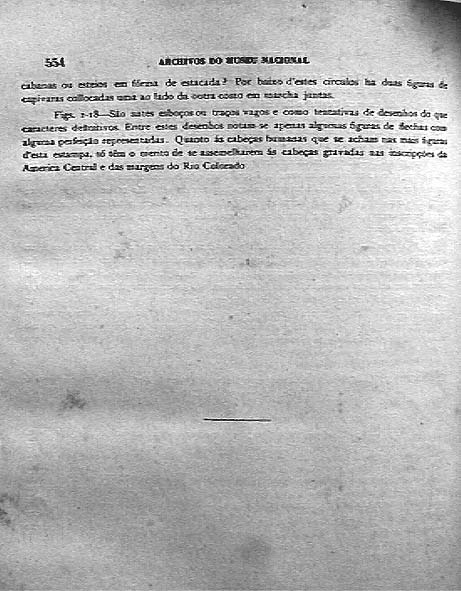 554 ARCHIVOS DO MUSEU NACIONAL
cabanas ou esteios em fórma de estacada? Por baixo d'estes circulos ha duas figuras de
capivaras collocadas uma ao lado da outra como em marcha juntas.
Figs. 1-18—São antes esboços ou traços vagos e como tentativas de desenhos do que
caracteres definitivos. Entre estes desenhos notam-se apenas algumas figuras de flechas com
alguma perfeição representadas. Quanto ás cabeças humanas que se acham nas mais figuras
d'esta estampa, só têm o merito de se assemelharem ás cabeças gravadas nas inscripções da
America Central e das margens do Rio Colorado